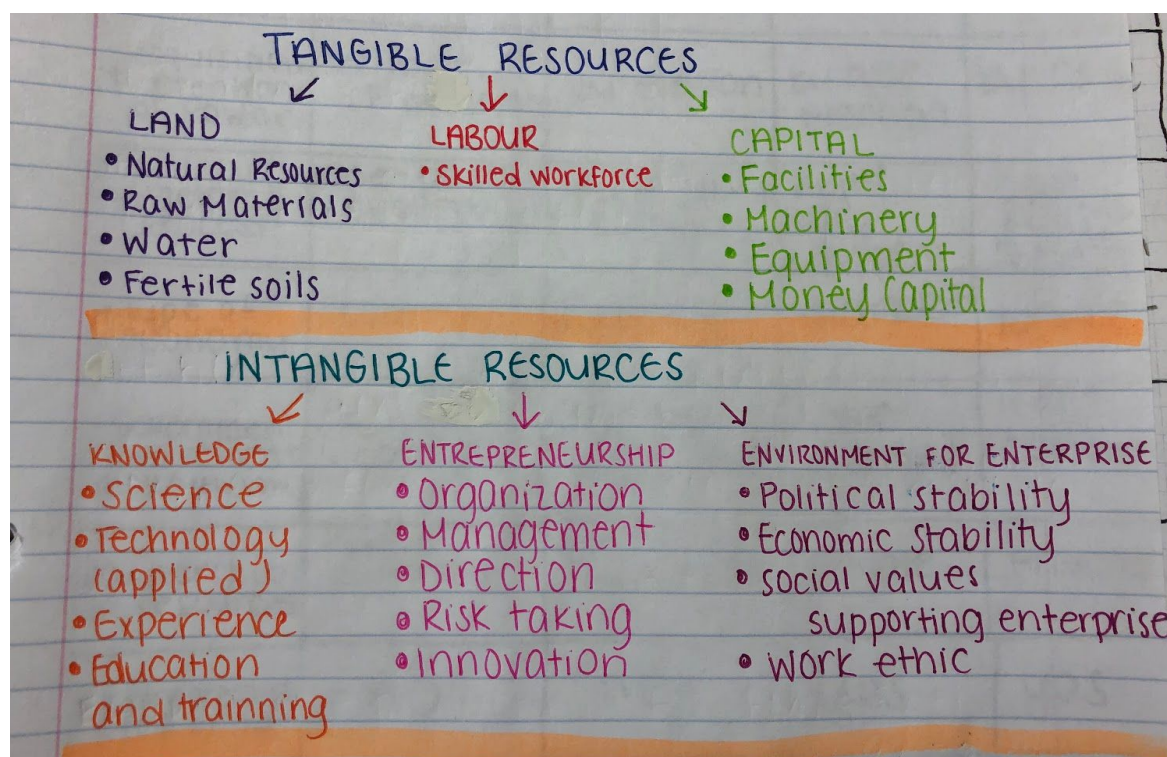 TANGIBLE RESOURCES
LAND
• Natural Resources
• Raw Materials
• Water
• Fertile soils
LABOUR
• Skilled workforce
CAPITAL
• Facilities
• Machinery
• Equipment
• Money Capital
INTANGIBLE RESOURCES
KNOWLEDGE
• Science
• Technology
(applied)
• Experience
• Education
and trainning
ENTREPRENEURSHIP
• Organization
• Management
• Direction
• Risk taking
• Innovation
ENVIRONMENT FOR ENTERPRISE
• Political stability
• Economic stability
• social values
supporting enterprise
• work ethic